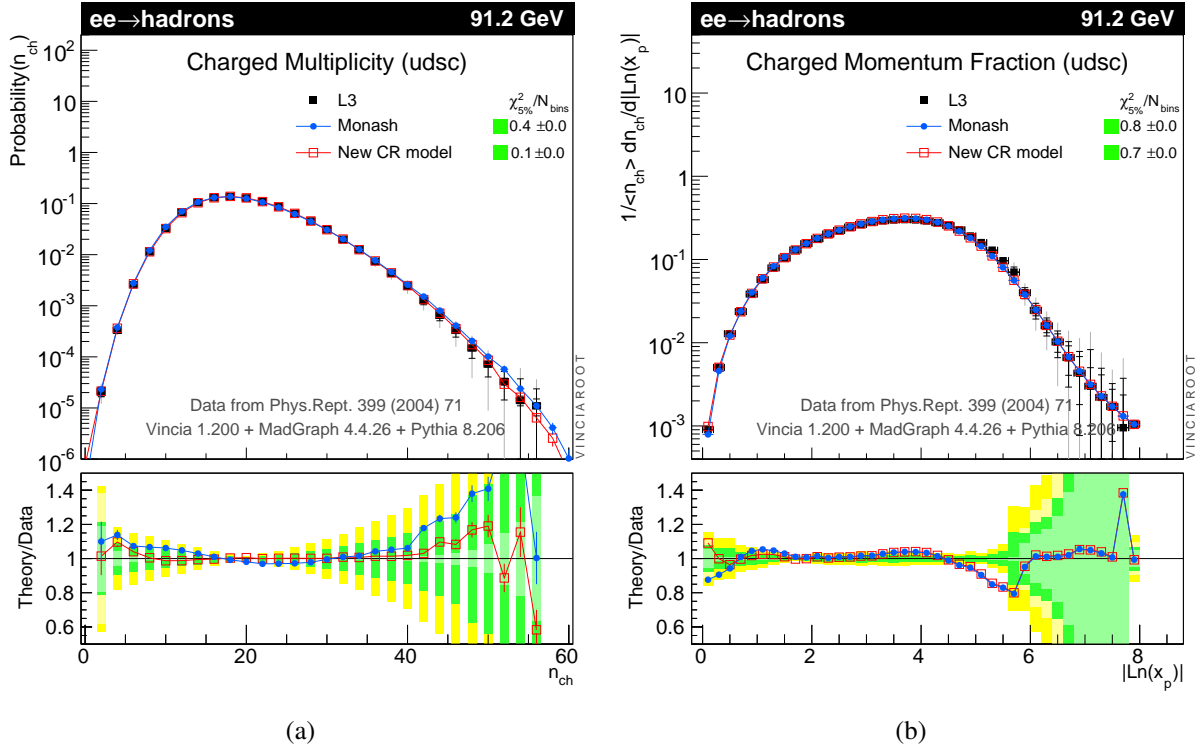 ee→hadrons 91.2 GeV
Charged Multiplicity (udsc)
Probability(n_ch)
L3
Monash
New CR model
χ²_5%/N_bins
0.4 ±0.0
0.1 ±0.0
10²
10
1
10⁻¹
10⁻²
10⁻³
10⁻⁴
10⁻⁵
10⁻⁶
Data from Phys.Rept. 399 (2004) 71
Vincia 1.200 + MadGraph 4.4.26 + Pythia 8.206
VINCIAROOT
Theory/Data
1.4
1.2
1
0.8
0.6
0 20 40 60
n_ch
(a)
ee→hadrons 91.2 GeV
Charged Momentum Fraction (udsc)
1/<n_ch> dn_ch/d|Ln(x_p)|
L3
Monash
New CR model
χ²_5%/N_bins
0.8 ±0.0
0.7 ±0.0
10
1
10⁻¹
10⁻²
10⁻³
Data from Phys.Rept. 399 (2004) 71
Vincia 1.200 + MadGraph 4.4.26 + Pythia 8.206
VINCIAROOT
Theory/Data
1.4
1.2
1
0.8
0.6
0 2 4 6 8
|Ln(x_p)|
(b)